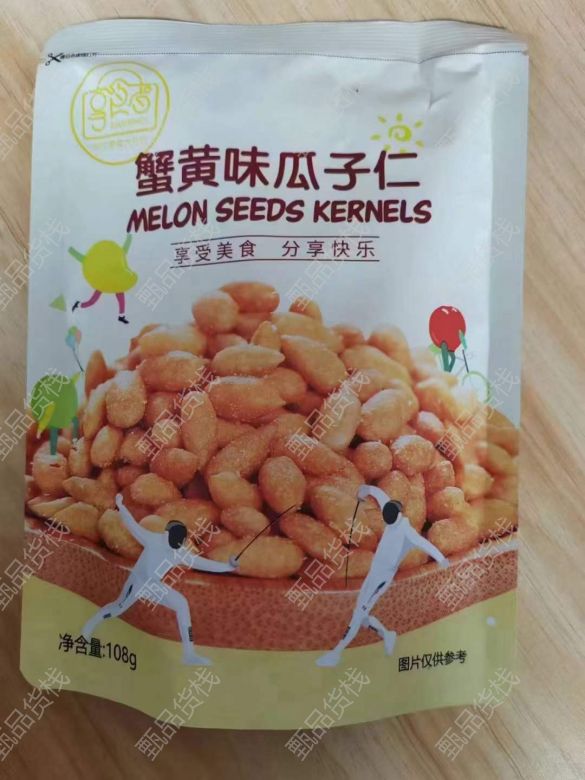 蟹黄味瓜子仁
MELON SEEDS KERNELS
享受美食 分享快乐
净含量:108g
图片仅供参考
甄品货栈